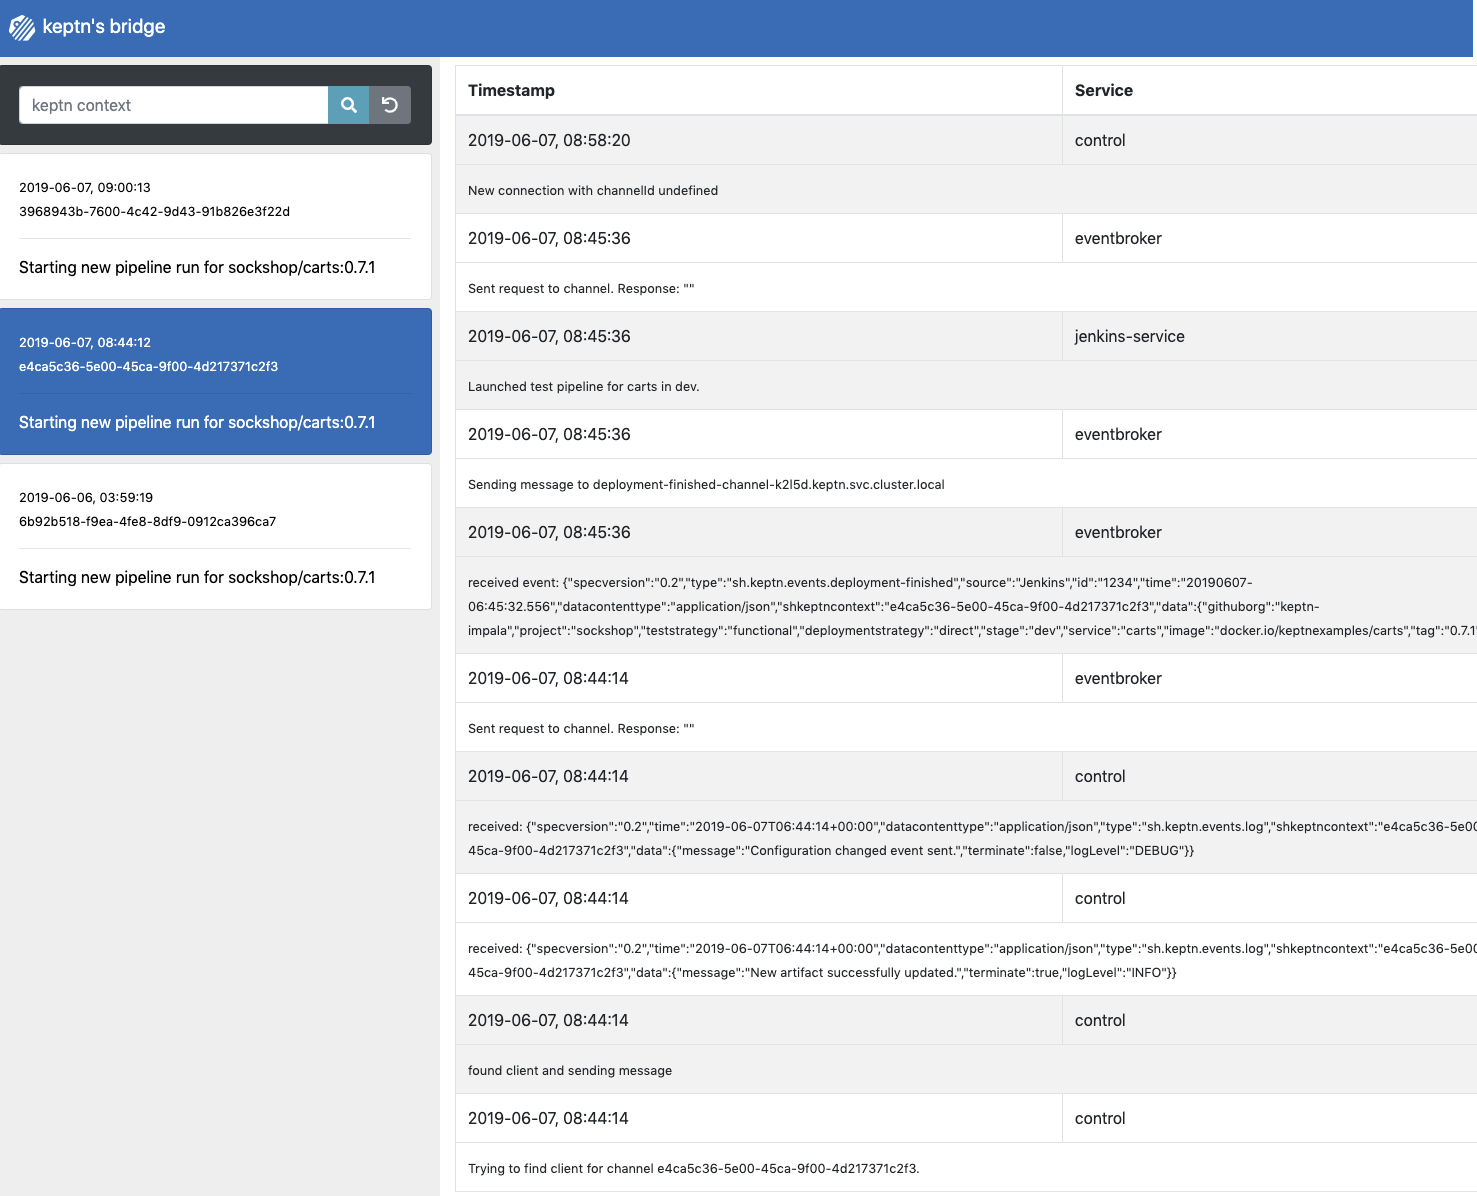 keptn's bridge
keptn context
2019-06-07, 09:00:13
3968943b-7600-4c42-9d43-91b826e3f22d
Starting new pipeline run for sockshop/carts:0.7.1
2019-06-07, 08:44:12
e4ca5c36-5e00-45ca-9f00-4d217371c2f3
Starting new pipeline run for sockshop/carts:0.7.1
2019-06-06, 03:59:19
6b92b518-f9ea-4fe8-8df9-0912ca396ca7
Starting new pipeline run for sockshop/carts:0.7.1
Timestamp Service
2019-06-07, 08:58:20 control
New connection with channelId undefined
2019-06-07, 08:45:36 eventbroker
Sent request to channel. Response: ""
2019-06-07, 08:45:36 jenkins-service
Launched test pipeline for carts in dev.
2019-06-07, 08:45:36 eventbroker
Sending message to deployment-finished-channel-k2l5d.keptn.svc.cluster.local
2019-06-07, 08:45:36 eventbroker
received event: {"specversion":"0.2","type":"sh.keptn.events.deployment-finished","source":"Jenkins","id":"1234","time":"20190607-
06:45:32.556","datacontenttype":"application/json","shkeptncontext":"e4ca5c36-5e00-45ca-9f00-4d217371c2f3","data":{"githuborg":"keptn-
impala","project":"sockshop","teststrategy":"functional","deploymentstrategy":"direct","stage":"dev","service":"carts","image":"docker.io/keptnexamples/carts","tag":"0.7.1"
2019-06-07, 08:44:14 eventbroker
Sent request to channel. Response: ""
2019-06-07, 08:44:14 control
received: {"specversion":"0.2","time":"2019-06-07T06:44:14+00:00","datacontenttype":"application/json","type":"sh.keptn.events.log","shkeptncontext":"e4ca5c36-5e00
45ca-9f00-4d217371c2f3","data":{"message":"Configuration changed event sent.","terminate":false,"logLevel":"DEBUG"}}
2019-06-07, 08:44:14 control
received: {"specversion":"0.2","time":"2019-06-07T06:44:14+00:00","datacontenttype":"application/json","type":"sh.keptn.events.log","shkeptncontext":"e4ca5c36-5e00
45ca-9f00-4d217371c2f3","data":{"message":"New artifact successfully updated.","terminate":true,"logLevel":"INFO"}}
2019-06-07, 08:44:14 control
found client and sending message
2019-06-07, 08:44:14 control
Trying to find client for channel e4ca5c36-5e00-45ca-9f00-4d217371c2f3.